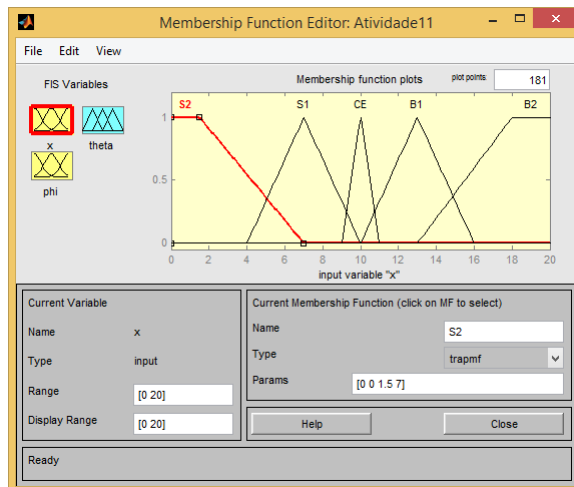 Membership Function Editor: Atividade11
File Edit View
FIS Variables
x
theta
phi
Membership function plots
plot points:
181
S2 S1 CE B1 B2
1
0.5
0
0 2 4 6 8 10 12 14 16 18 20
input variable "x"
Current Variable
Name x
Type input
Range [0 20]
Display Range [0 20]
Current Membership Function (click on MF to select)
Name S2
Type trapmf
Params [0 0 1.5 7]
Help Close
Ready